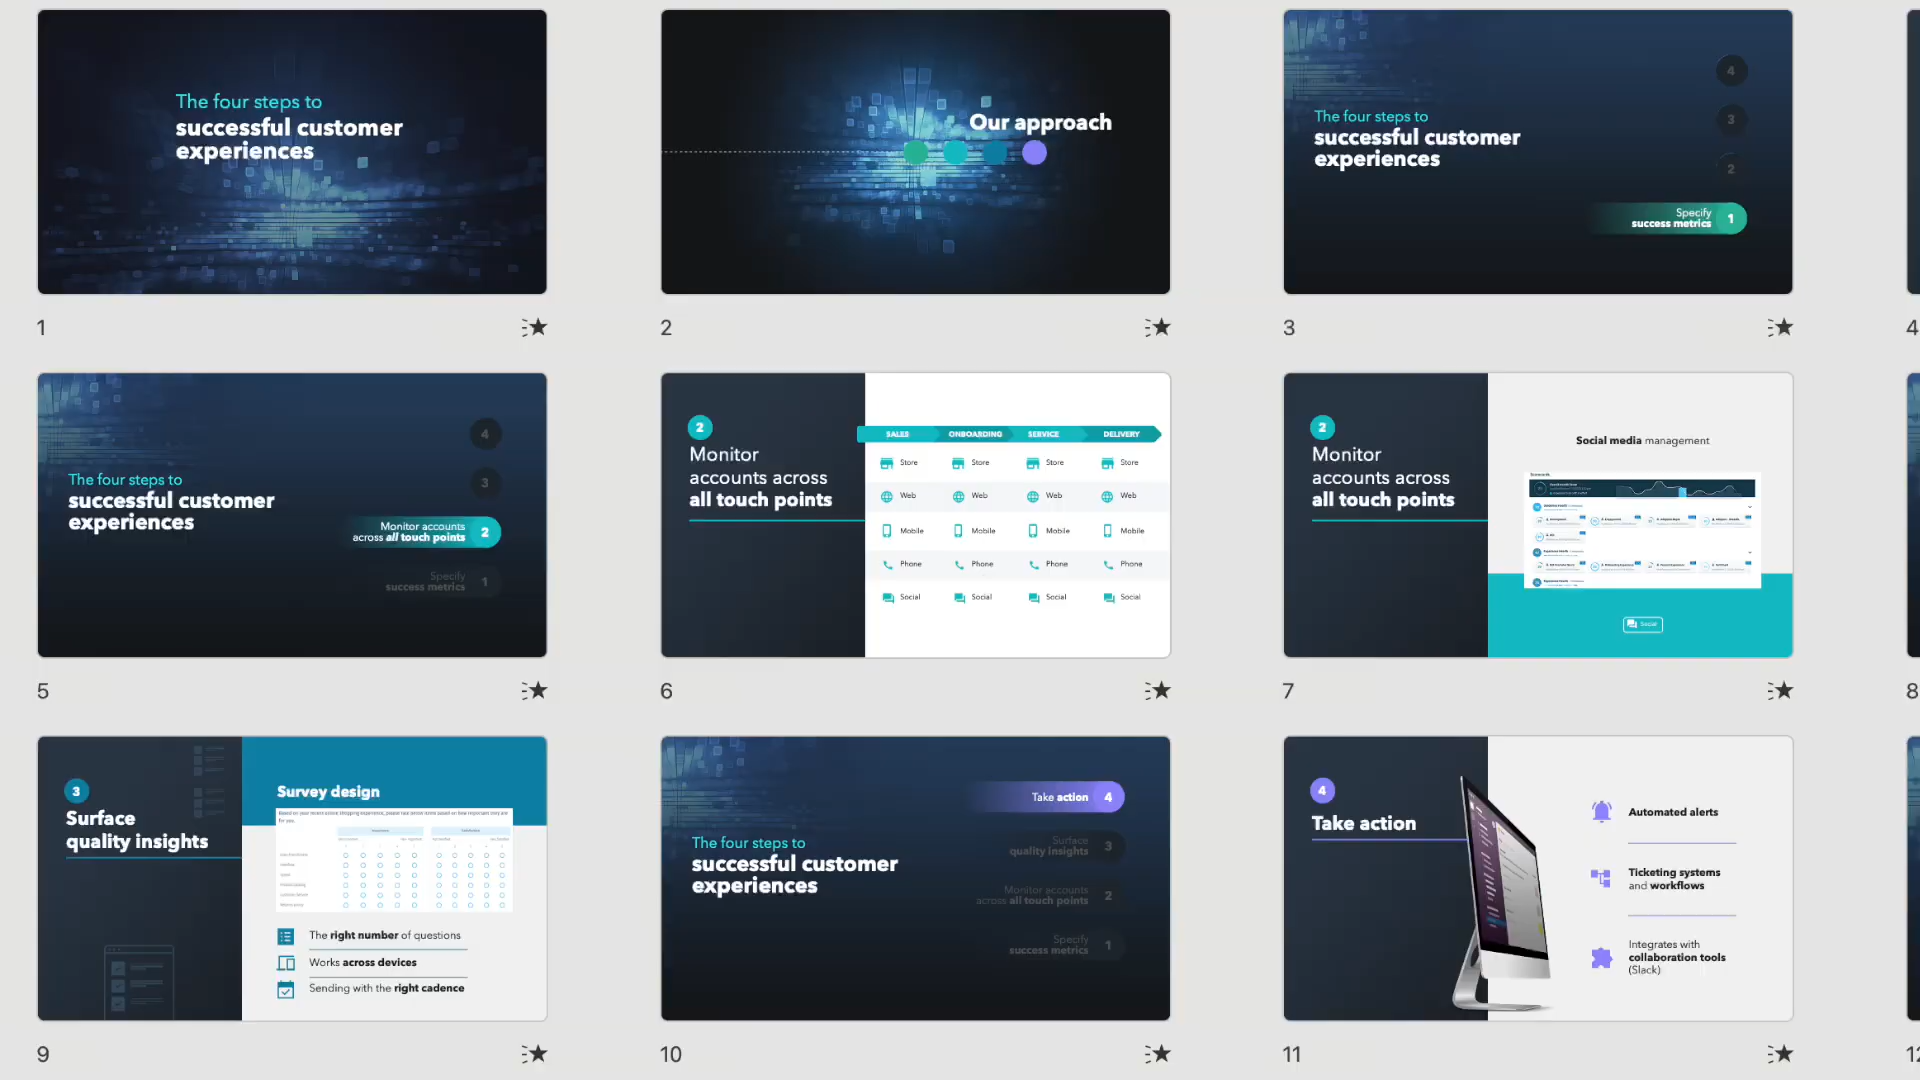 The four steps to
successful customer
experiences
1
Our approach
2
The four steps to
successful customer
experiences
4
3
2
Specify
success metrics
1
3
4
The four steps to
successful customer
experiences
4
3
Monitor accounts
across all touch points
2
Specify
success metrics
1
5
2
Monitor
accounts across
all touch points
SALES ONBOARDING SERVICE DELIVERY
Store Store Store Store
Web Web Web Web
Mobile Mobile Mobile Mobile
Phone Phone Phone Phone
Social Social Social Social
6
2
Monitor
accounts across
all touch points
Social media management
Social
7
8
3
Surface
quality insights
Survey design
for you.
The right number of questions
Works across devices
Sending with the right cadence
9
The four steps to
successful customer
experiences
Take action 4
Surface
quality insights
3
Monitor accounts
across all touch points
2
Specify
success metrics
1
10
4
Take action
Automated alerts
Ticketing systems
and workflows
Integrates with
collaboration tools
(Slack)
11